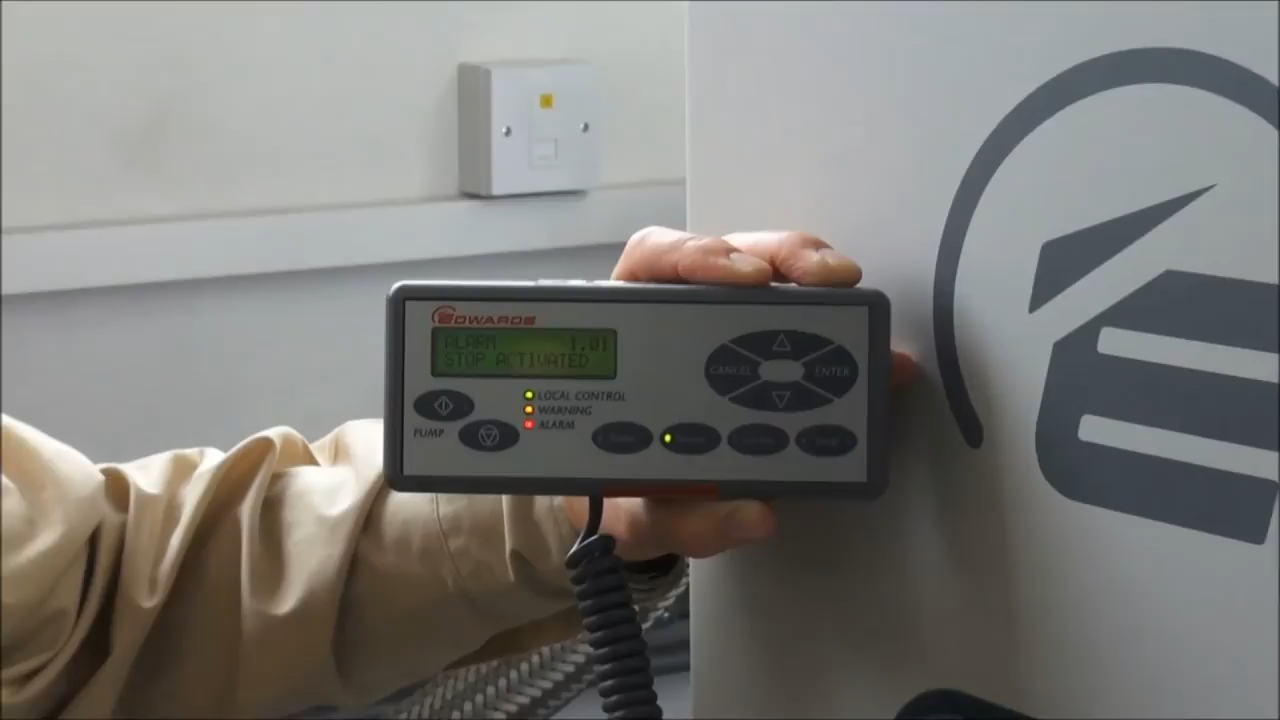 EDWARDS
ALARM 1.01
STOP ACTIVATED
CANCEL
ENTER
LOCAL CONTROL
WARNING
ALARM
PUMP